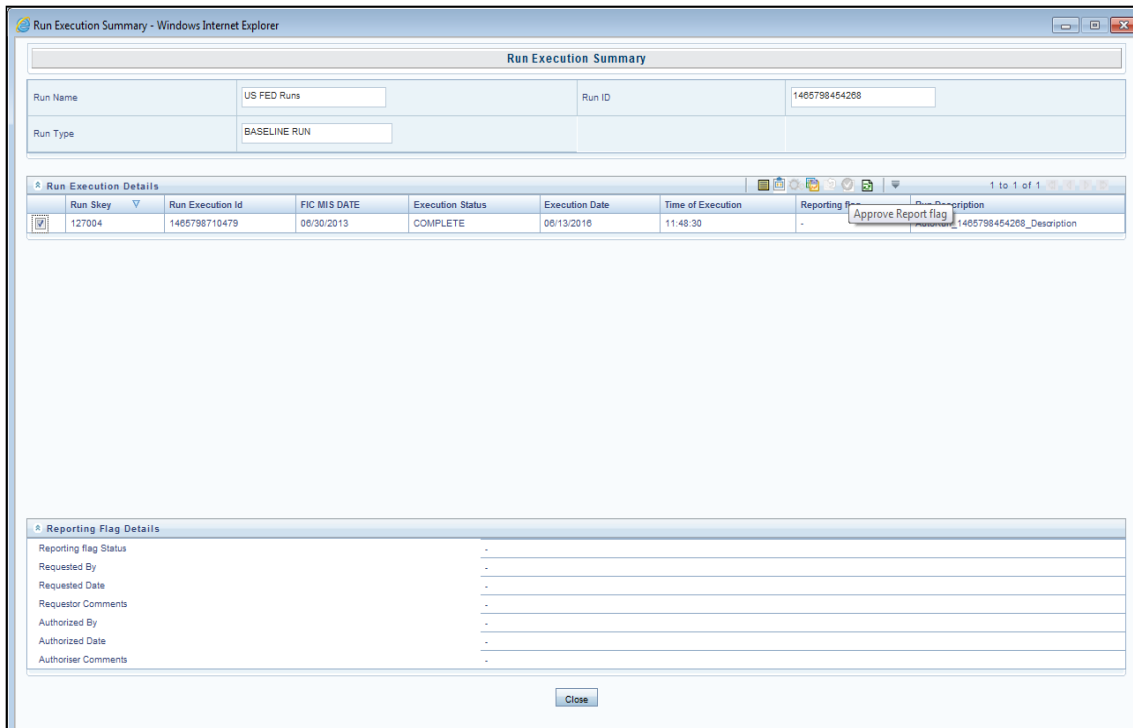 Run Execution Summary - Windows Internet Explorer
Run Execution Summary
Run Name US FED Runs Run ID 1465798454268
Run Type BASELINE RUN
Run Execution Details 1 to 1 of 1
Run Skey Run Execution Id FIC MIS DATE Execution Status Execution Date Time of Execution Reporting Run Description
Approve Report flag
127004 1465798710479 06/30/2013 COMPLETE 06/13/2016 11:48:30 - AutoRun_1465798454268_Description
Reporting Flag Details
Reporting flag Status -
Requested By -
Requested Date -
Requestor Comments -
Authorized By -
Authorized Date -
Authoriser Comments -
Close